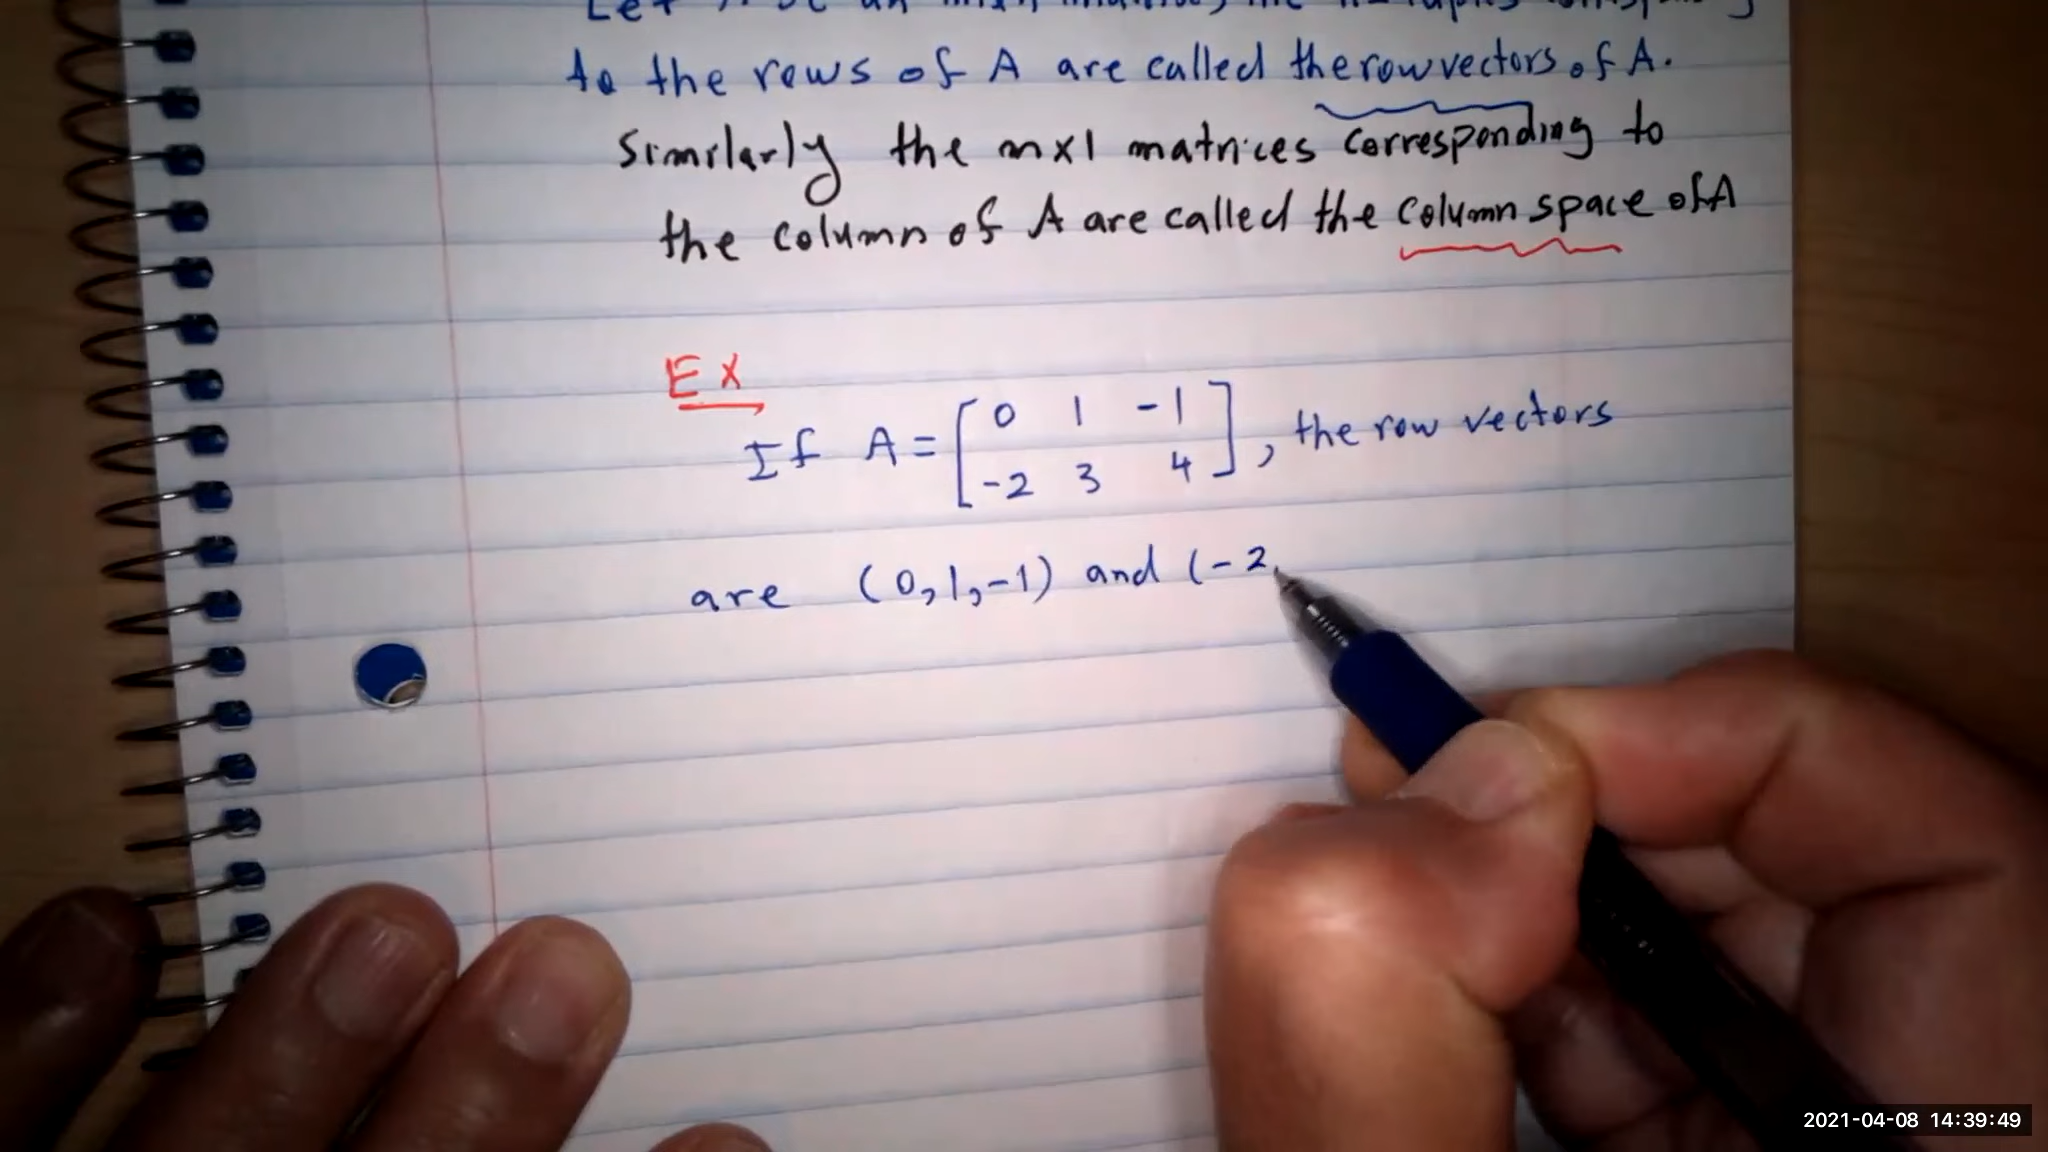 to the rows of A are called the row vectors of A.
Similarly the mx1 matrices corresponding to
the column of A are called the column space of A
Ex
If A = [ 0 1 -1
-2 3 4 ], the row vectors
are (0, 1, -1) and (-2,
2021-04-08 14:39:49